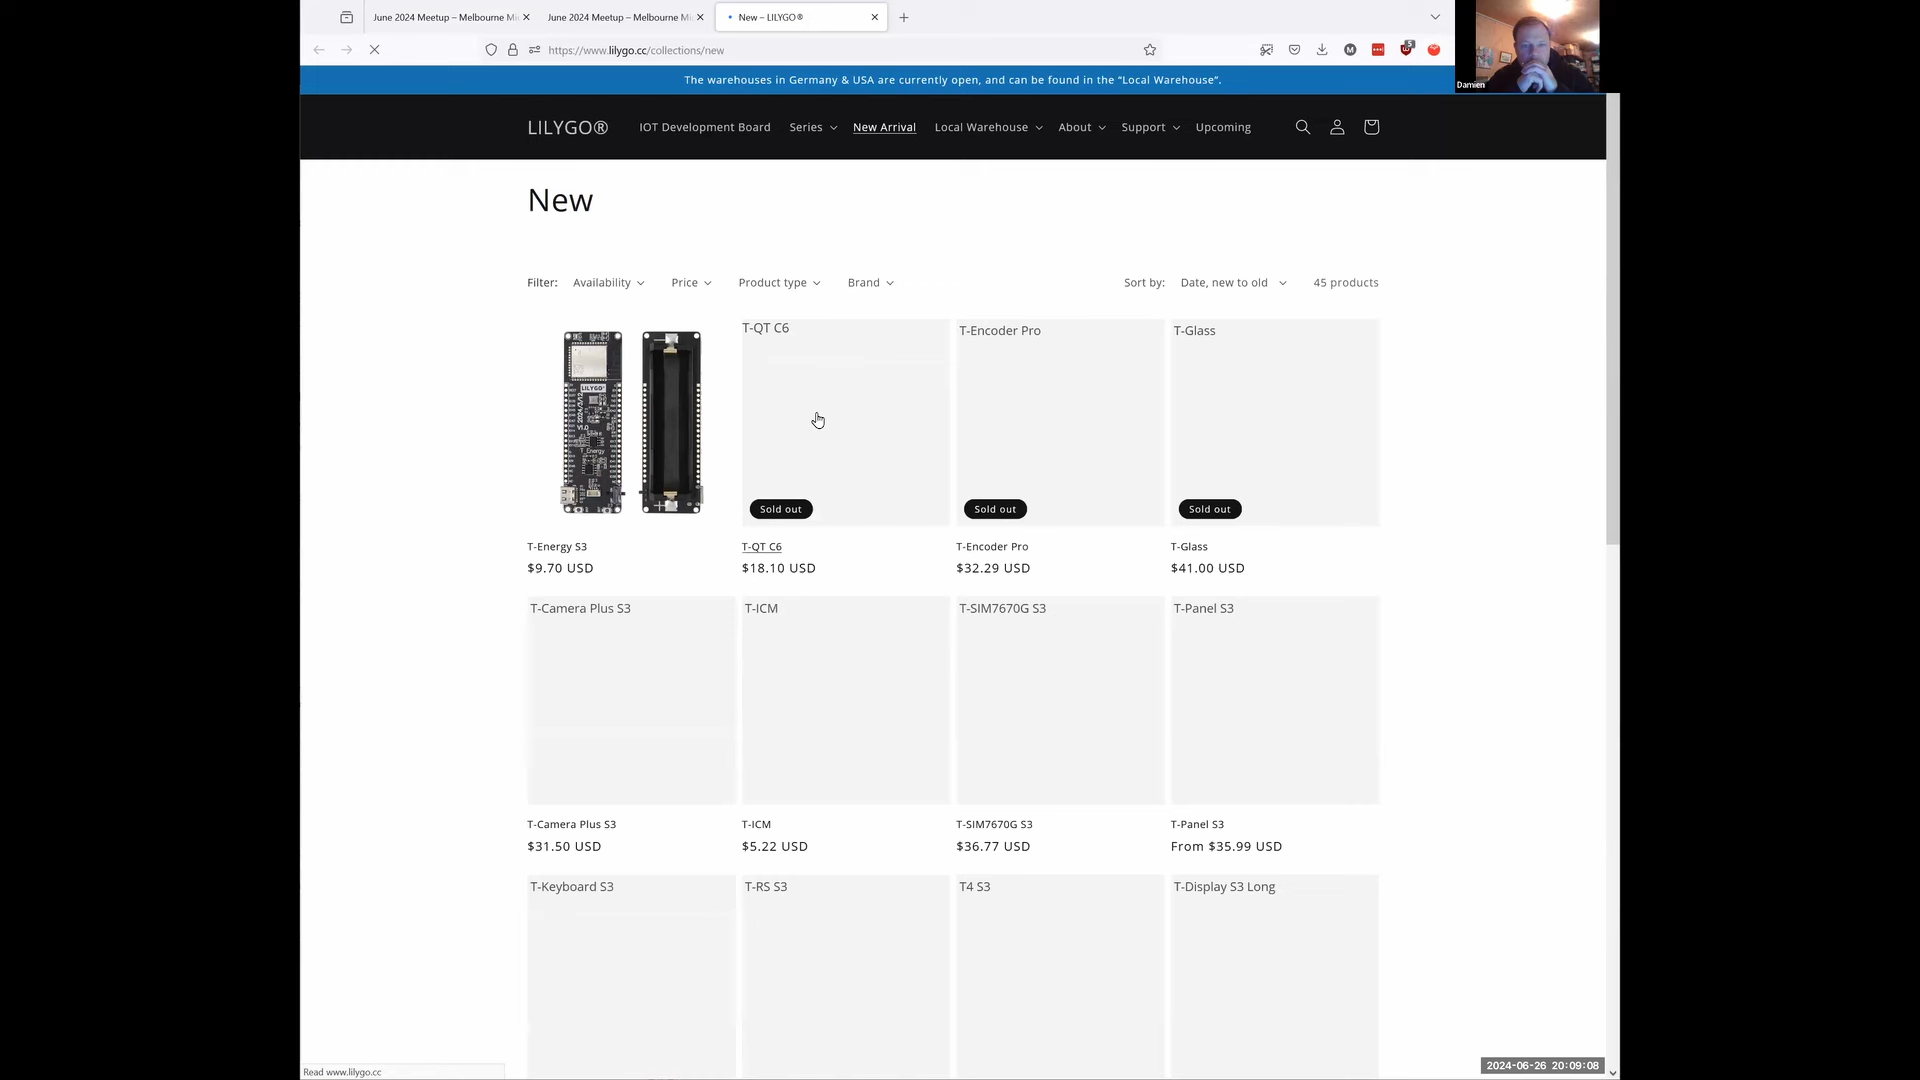 June 2024 Meetup – Melbourne Mi
June 2024 Meetup – Melbourne Mi
New – LILYGO®
https://www.lilygo.cc/collections/new
Damien
The warehouses in Germany & USA are currently open, and can be found in the “Local Warehouse”.
LILYGO®
IOT Development Board
Series
New Arrival
Local Warehouse
About
Support
Upcoming
New
Filter:
Availability
Price
Product type
Brand
Sort by:
Date, new to old
45 products
LILYGO
2024/3/12
V1.0
T_Energy
T-QT C6
T-Encoder Pro
T-Glass
Sold out
Sold out
Sold out
T-Energy S3
T-QT C6
T-Encoder Pro
T-Glass
$9.70 USD
$18.10 USD
$32.29 USD
$41.00 USD
T-Camera Plus S3
T-ICM
T-SIM7670G S3
T-Panel S3
T-Camera Plus S3
T-ICM
T-SIM7670G S3
T-Panel S3
$31.50 USD
$5.22 USD
$36.77 USD
From $35.99 USD
T-Keyboard S3
T-RS S3
T4 S3
T-Display S3 Long
Read www.lilygo.cc
2024-06-26 20:09:08